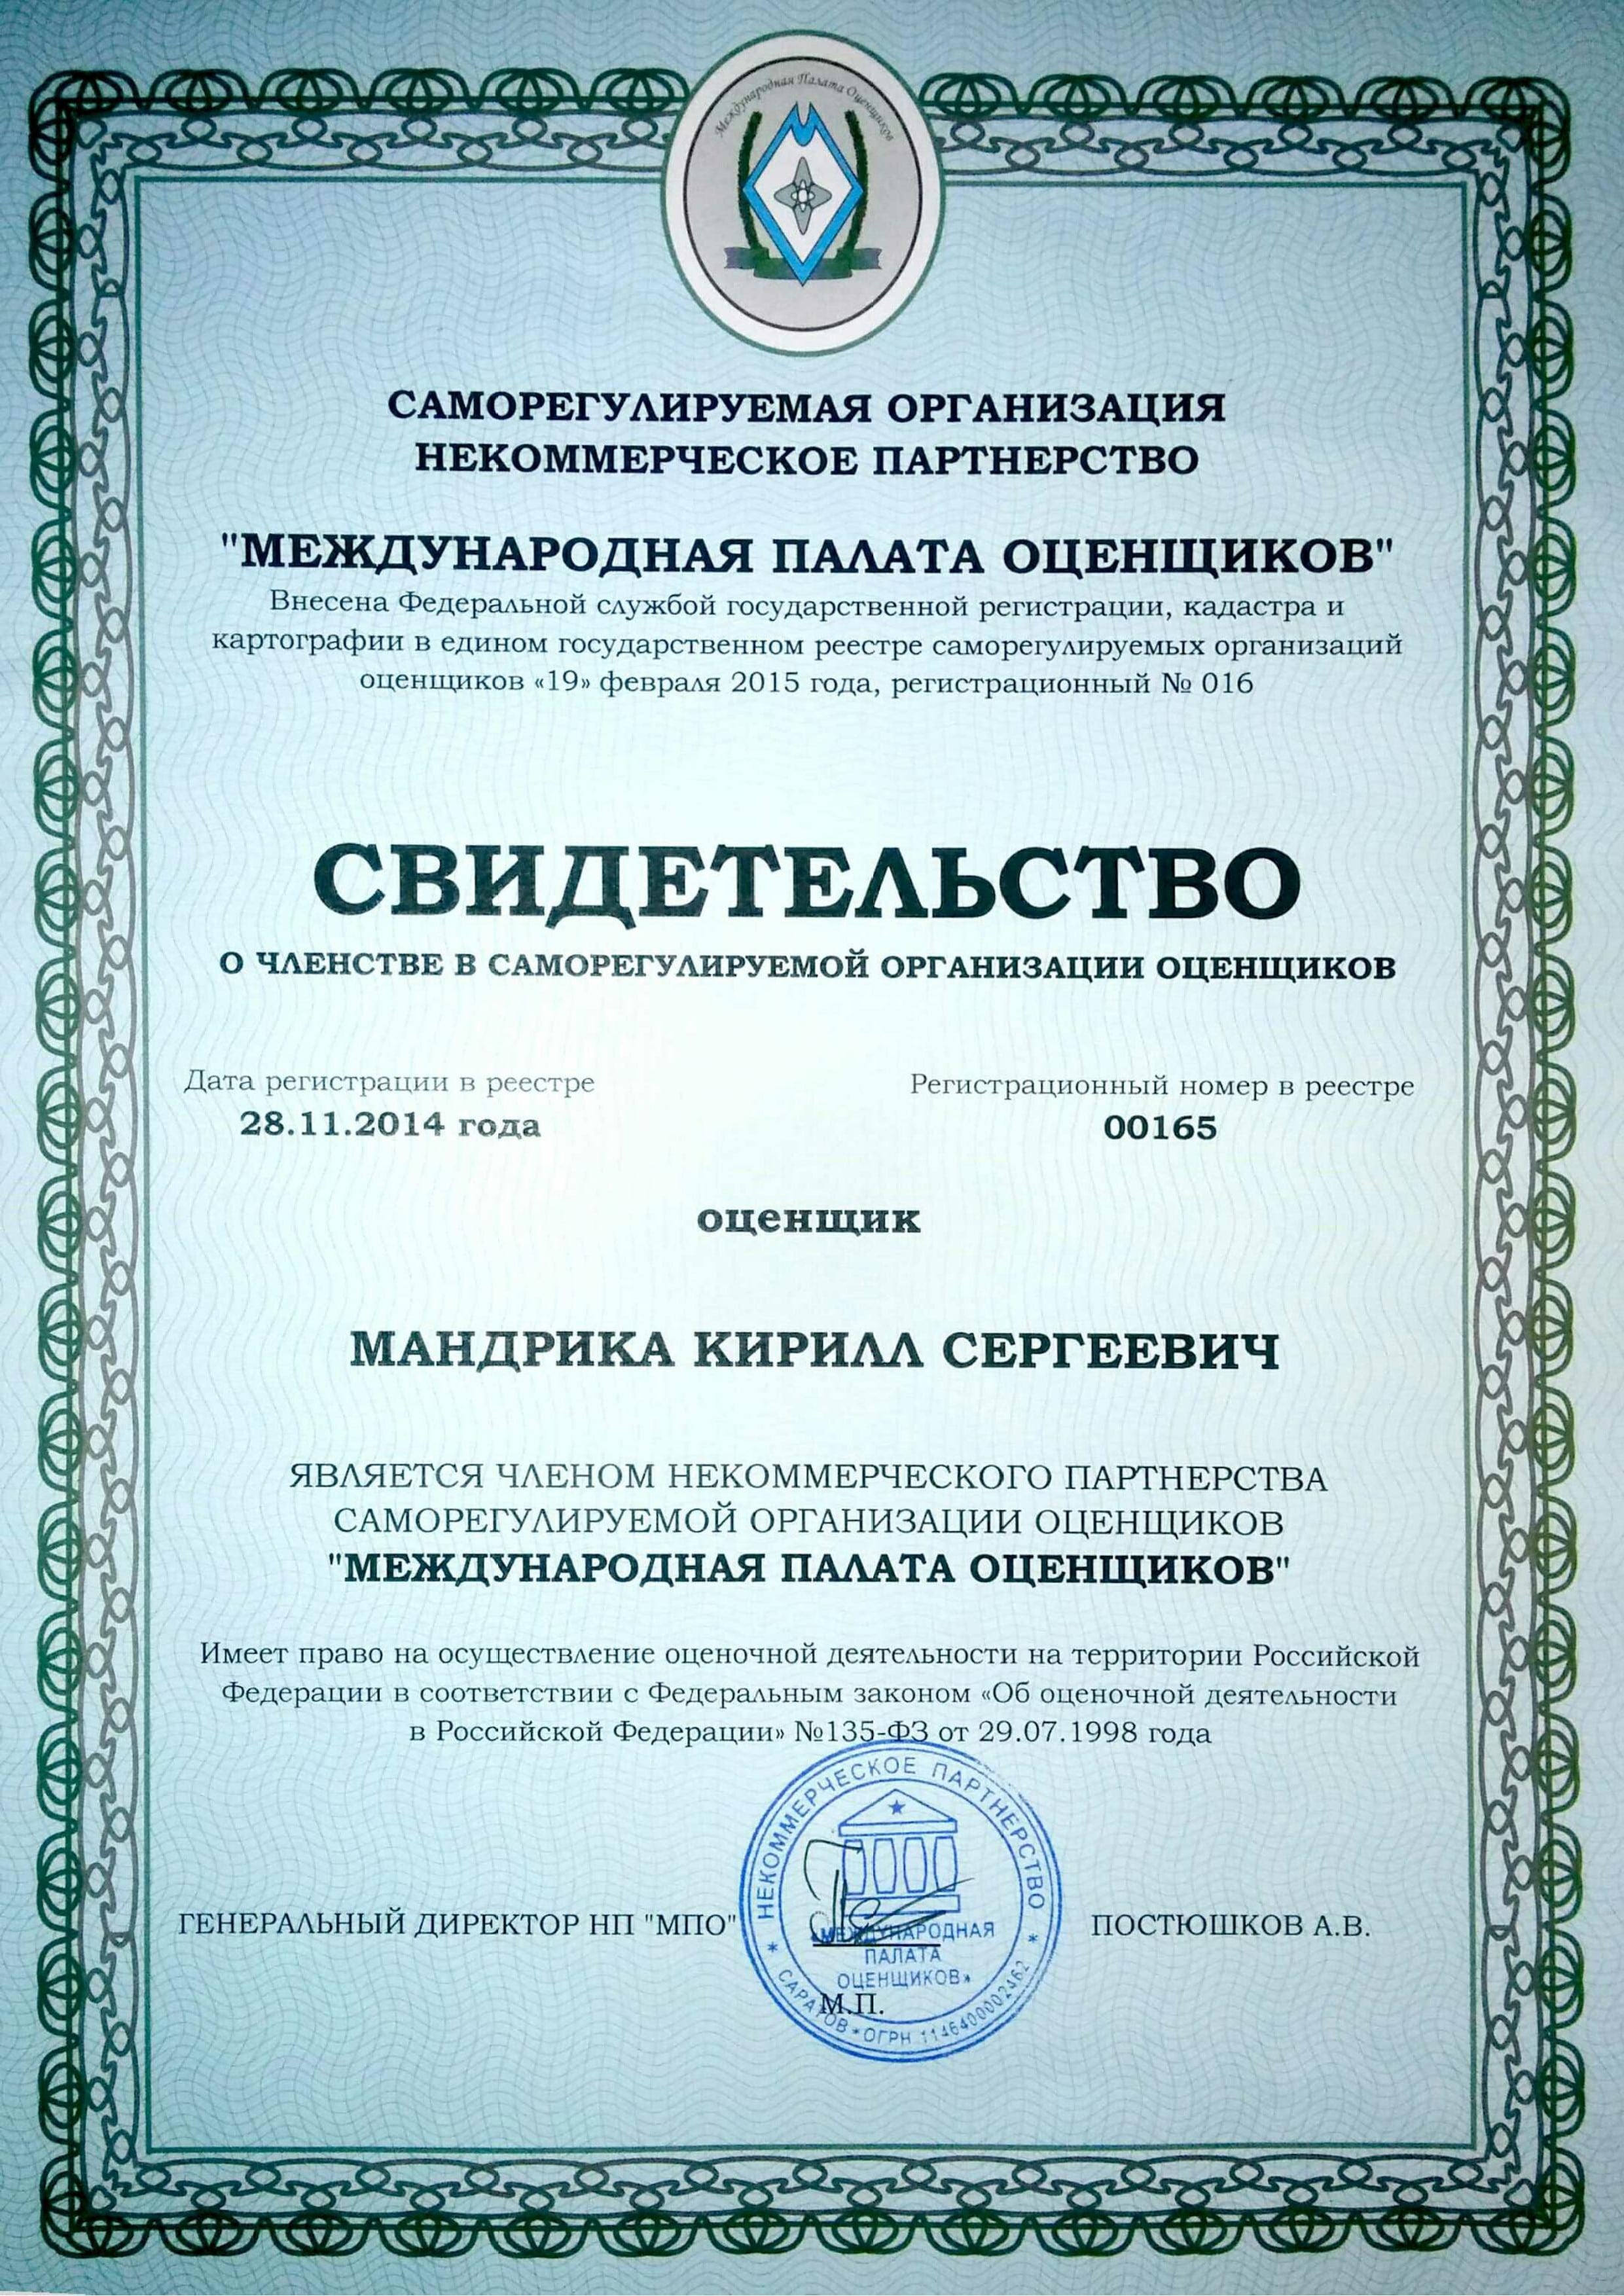 Международная Палата Оценщиков
САМОРЕГУЛИРУЕМАЯ ОРГАНИЗАЦИЯ
НЕКОММЕРЧЕСКОЕ ПАРТНЕРСТВО
"МЕЖДУНАРОДНАЯ ПАЛАТА ОЦЕНЩИКОВ"
Внесена Федеральной службой государственной регистрации, кадастра и
картографии в едином государственном реестре саморегулируемых организаций
оценщиков «19» февраля 2015 года, регистрационный № 016
СВИДЕТЕЛЬСТВО
О ЧЛЕНСТВЕ В САМОРЕГУЛИРУЕМОЙ ОРГАНИЗАЦИИ ОЦЕНЩИКОВ
Дата регистрации в реестре
28.11.2014 года
Регистрационный номер в реестре
00165
оценщик
МАНДРИКА КИРИЛЛ СЕРГЕЕВИЧ
ЯВЛЯЕТСЯ ЧЛЕНОМ НЕКОММЕРЧЕСКОГО ПАРТНЕРСТВА
САМОРЕГУЛИРУЕМОЙ ОРГАНИЗАЦИИ ОЦЕНЩИКОВ
"МЕЖДУНАРОДНАЯ ПАЛАТА ОЦЕНЩИКОВ"
Имеет право на осуществление оценочной деятельности на территории Российской
Федерации в соответствии с Федеральным законом «Об оценочной деятельности
в Российской Федерации» №135-ФЗ от 29.07.1998 года
ГЕНЕРАЛЬНЫЙ ДИРЕКТОР НП "МПО"
ПОСТЮШКОВ А.В.
НЕКОММЕРЧЕСКОЕ ПАРТНЕРСТВО
«МЕЖДУНАРОДНАЯ
ПАЛАТА
ОЦЕНЩИКОВ»
М.П.
* САРАТОВ * ОГРН 1146400002462 *